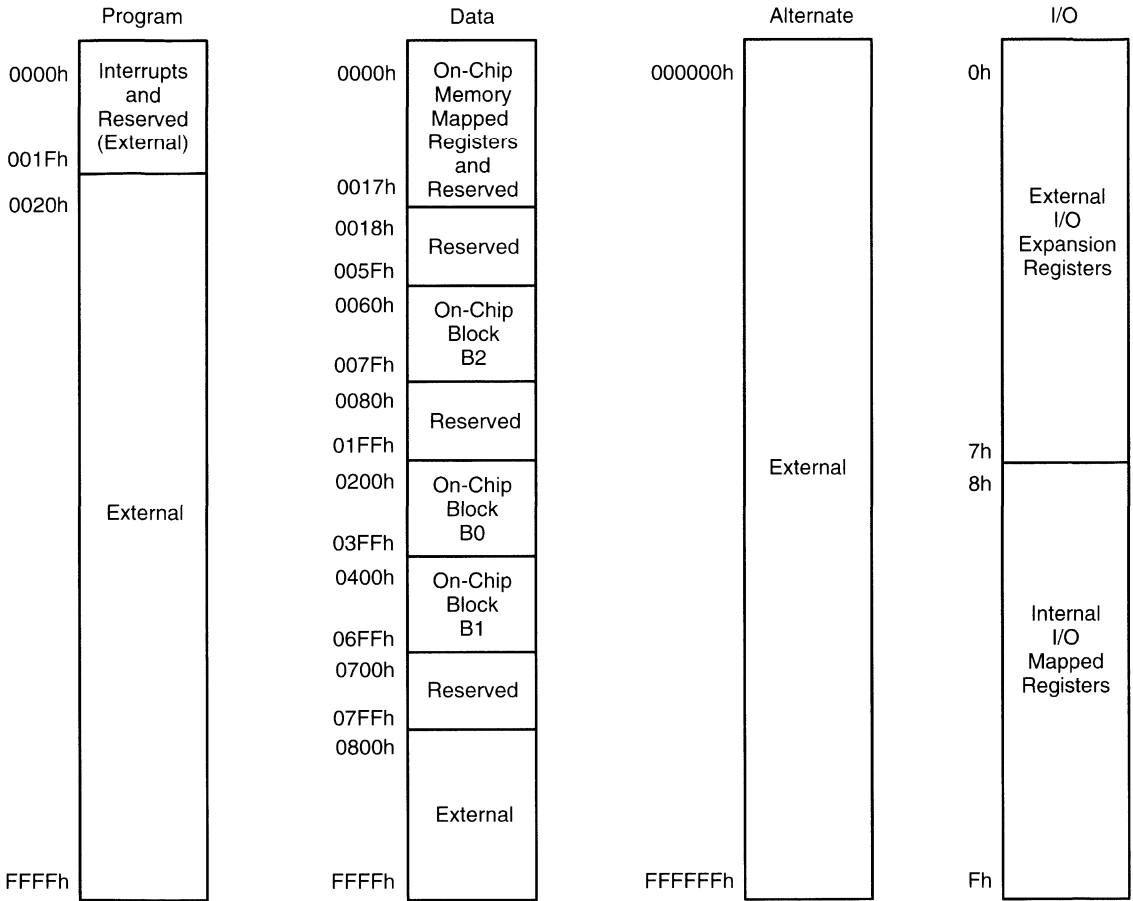 Program
0000h
Interrupts
and
Reserved
(External)
001Fh
0020h
External
FFFFh
Data
0000h
On-Chip
Memory
Mapped
Registers
and
Reserved
0017h
0018h
Reserved
005Fh
0060h
On-Chip
Block
B2
007Fh
0080h
Reserved
01FFh
0200h
On-Chip
Block
B0
03FFh
0400h
On-Chip
Block
B1
06FFh
0700h
Reserved
07FFh
0800h
External
FFFFh
Alternate
000000h
External
FFFFFFh
I/O
0h
External
I/O
Expansion
Registers
7h
8h
Internal
I/O
Mapped
Registers
Fh